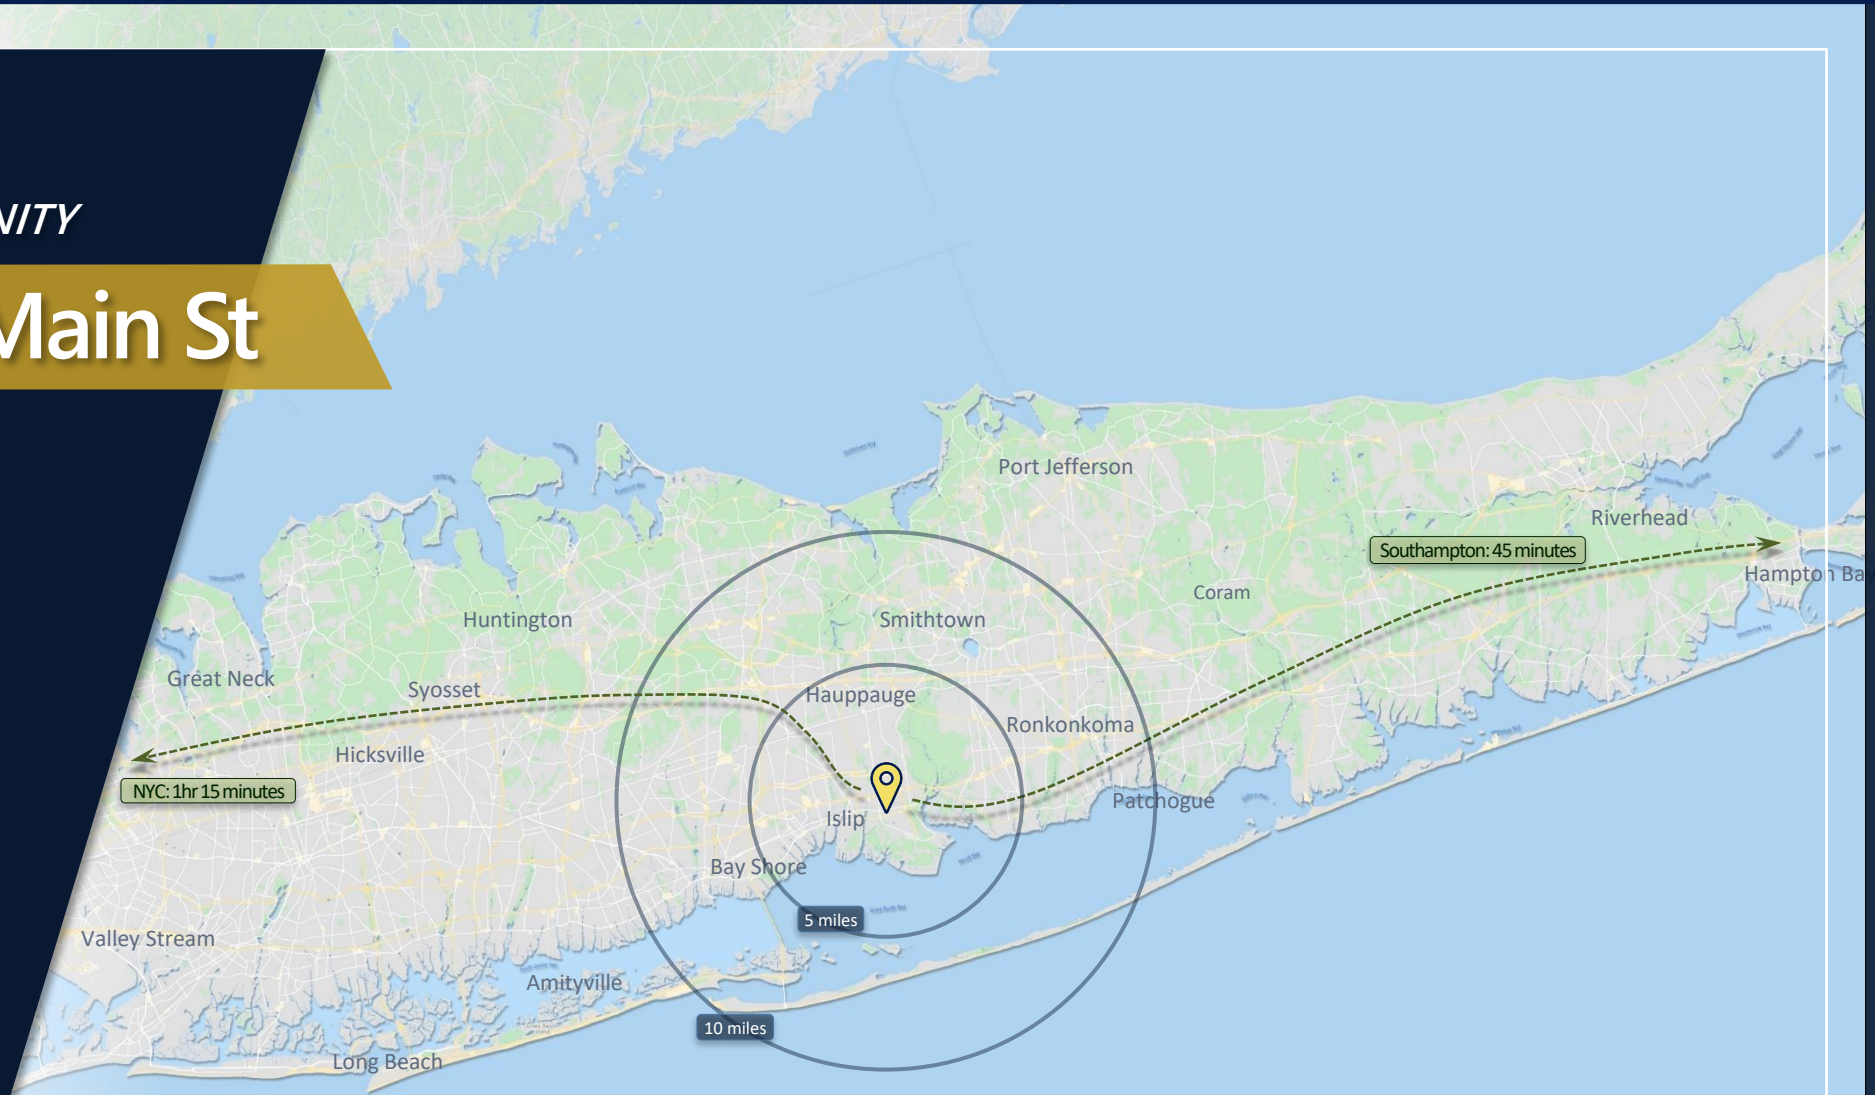 NITY
Main St
Port Jefferson
Riverhead
Southampton: 45 minutes
Hampton Ba
Coram
Huntington
Smithtown
Great Neck
Syosset
Hauppauge
Ronkonkoma
Hicksville
NYC: 1hr 15 minutes
Patchogue
Islip
Bay Shore
5 miles
Valley Stream
Amityville
10 miles
Long Beach